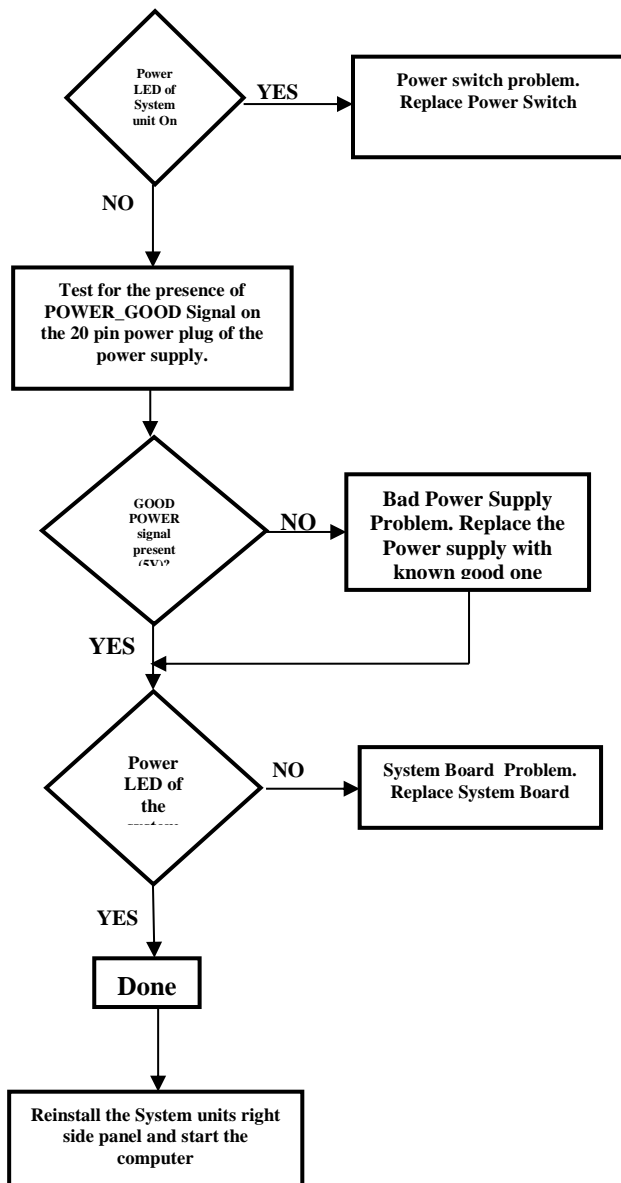 Power
LED of
System
unit On
YES
Power switch problem.
Replace Power Switch
NO
Test for the presence of
POWER_GOOD Signal on
the 20 pin power plug of the
power supply.
GOOD
POWER
signal
present
(5V)?
NO
Bad Power Supply
Problem. Replace the
Power supply with
known good one
YES
Power
LED of
the
NO
System Board Problem.
Replace System Board
YES
Done
Reinstall the System units right
side panel and start the
computer